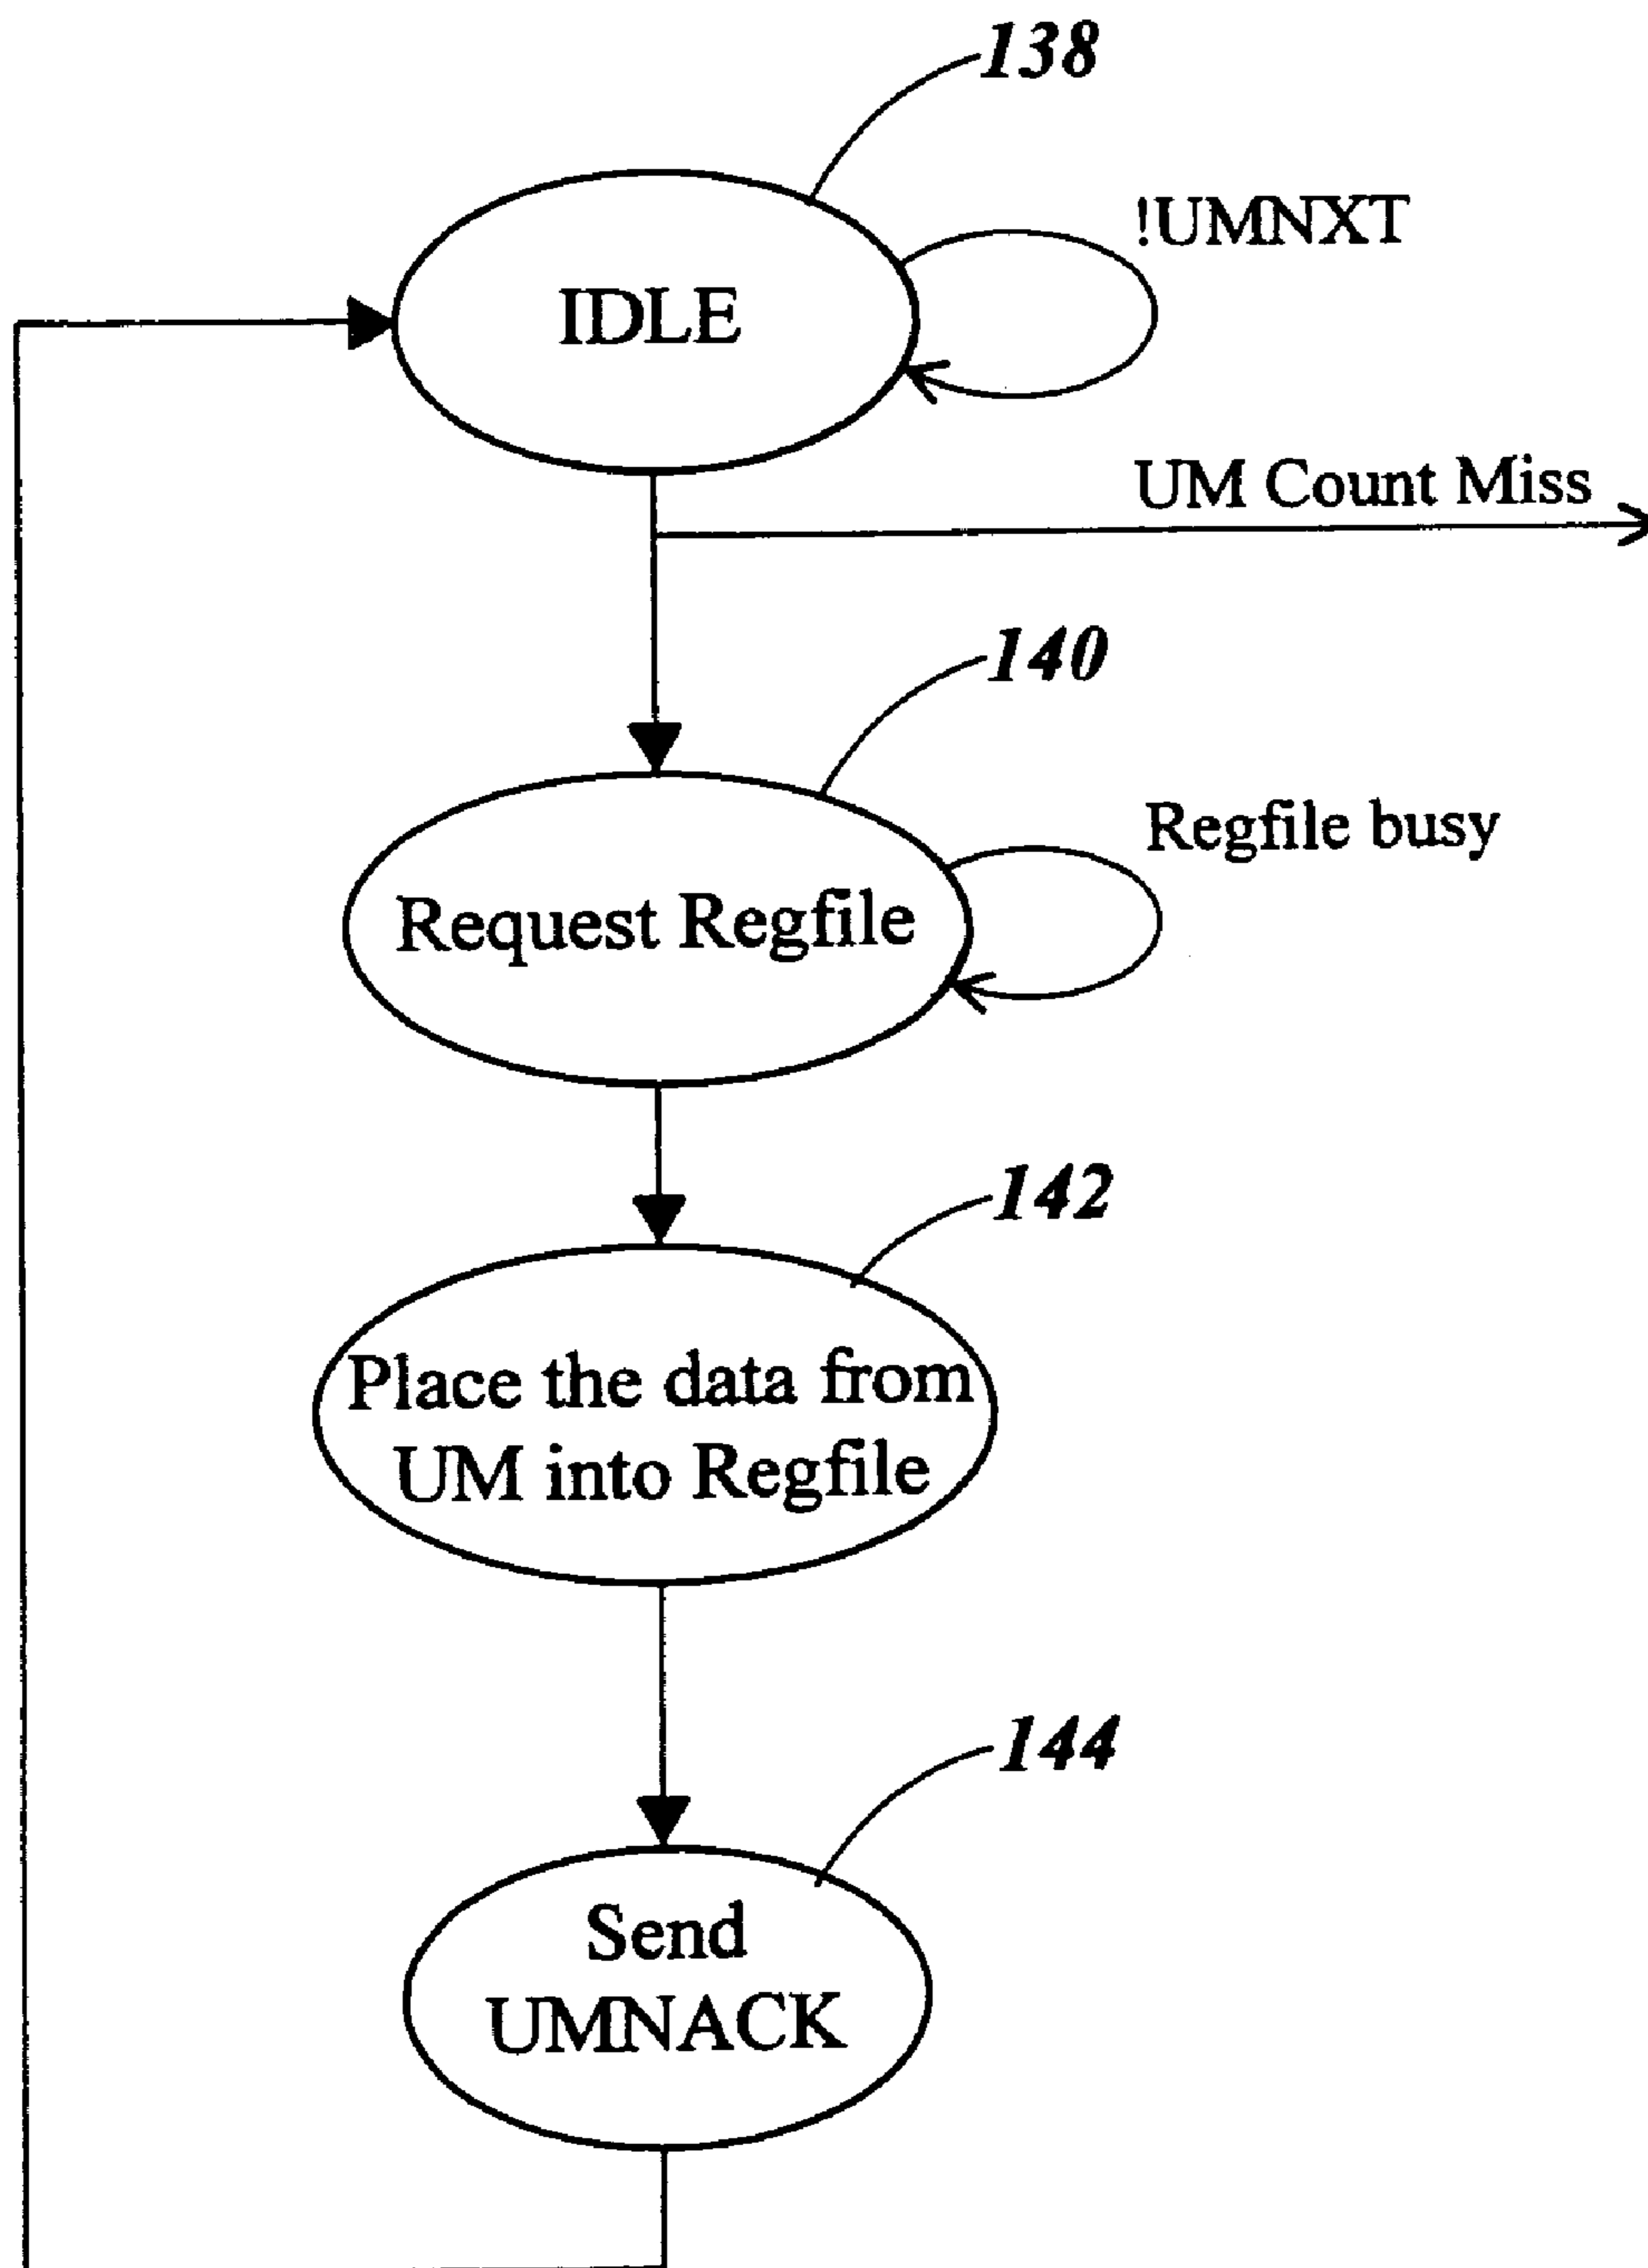 138
!UMNXT
IDLE
UM Count Miss
140
Regfile busy
Request Regfile
142
Place the data from
UM into Regfile
144
Send
UMNACK